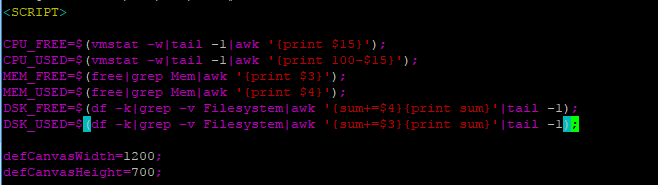 <SCRIPT>
CPU_FREE=$(vmstat -w|tail -1|awk '{print $15}');
CPU_USED=$(vmstat -w|tail -1|awk '{print 100-$15}');
MEM_FREE=$(free|grep Mem|awk '{print $3}');
MEM_USED=$(free|grep Mem|awk '{print $4}');
DSK_FREE=$(df -k|grep -v Filesystem|awk '{sum+=$4}{print sum}'|tail -1);
DSK_USED=$(df -k|grep -v Filesystem|awk '{sum+=$3}{print sum}'|tail -1);
defCanvasWidth=1200;
defCanvasHeight=700;